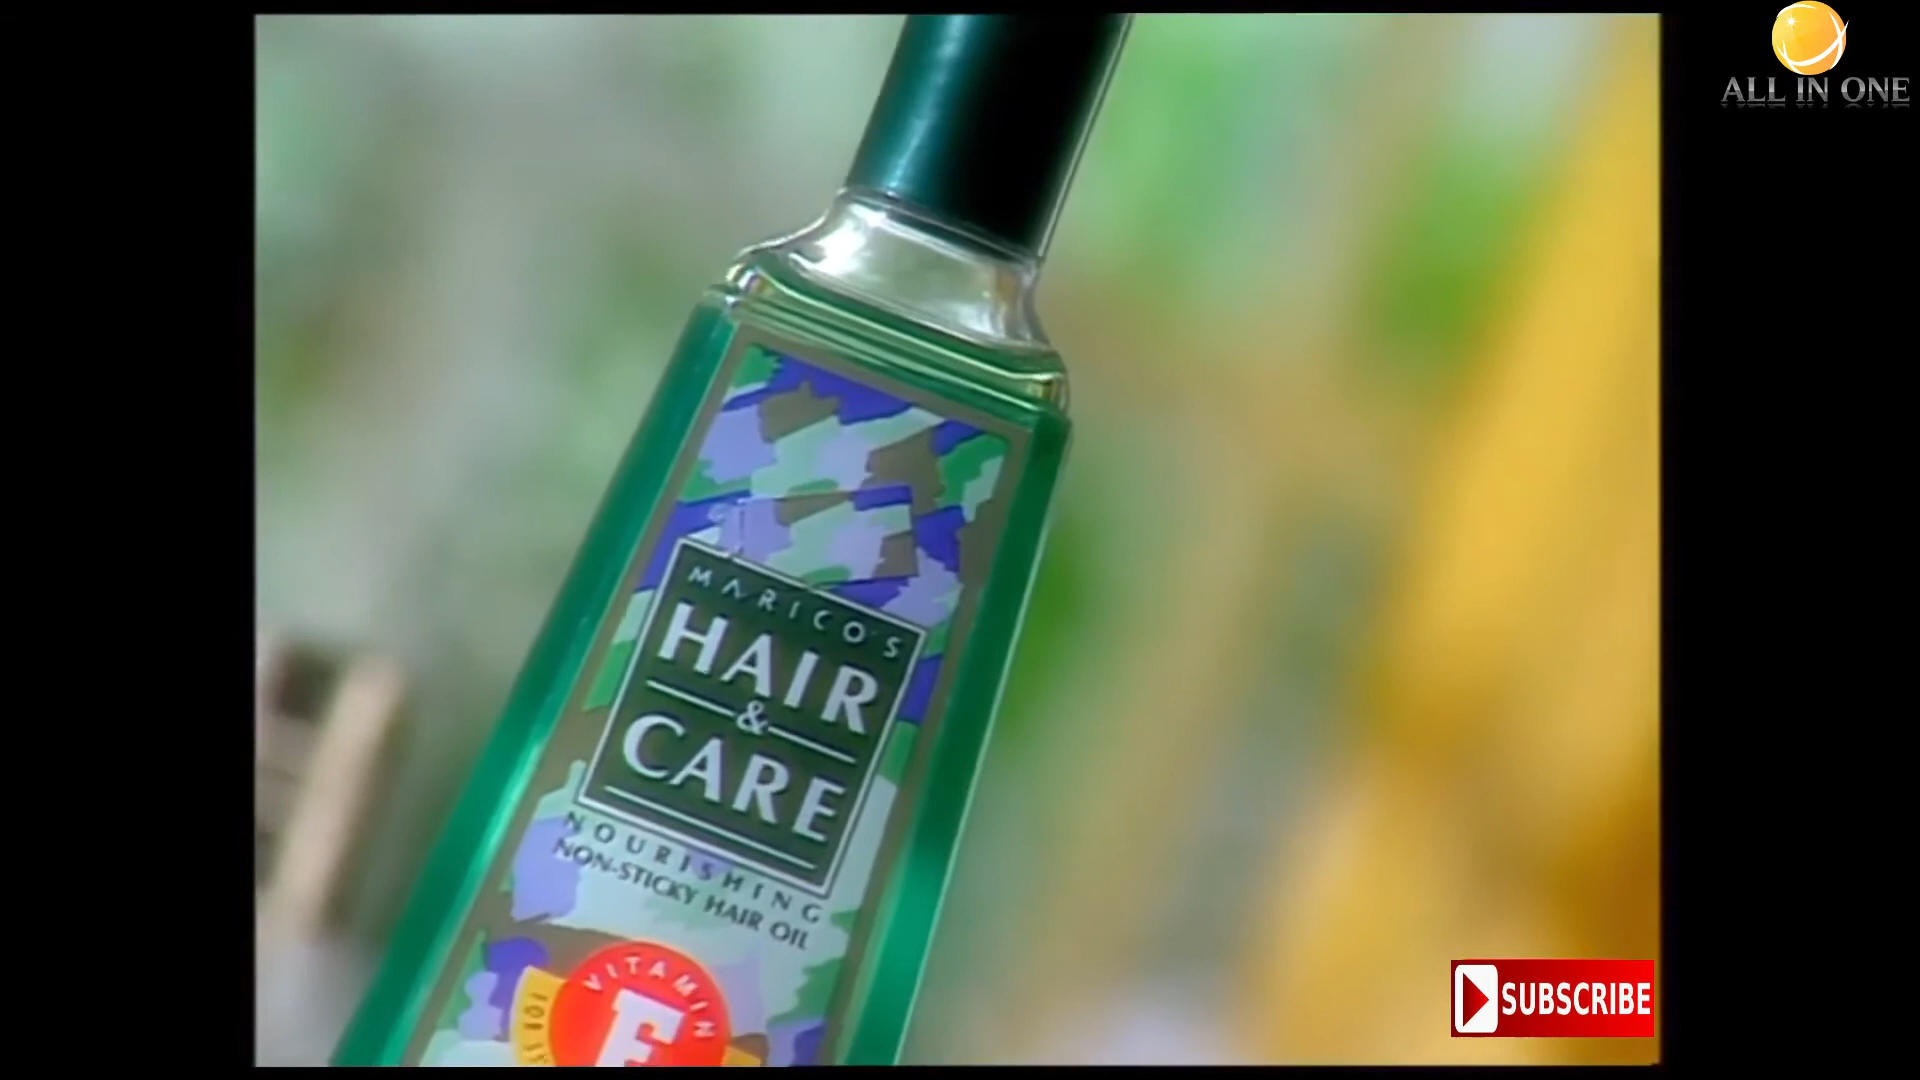 ALL IN ONE
MARICO'S
HAIR
&
CARE
NOURISHING
NON-STICKY HAIR OIL
VITAMIN
E
SUBSCRIBE